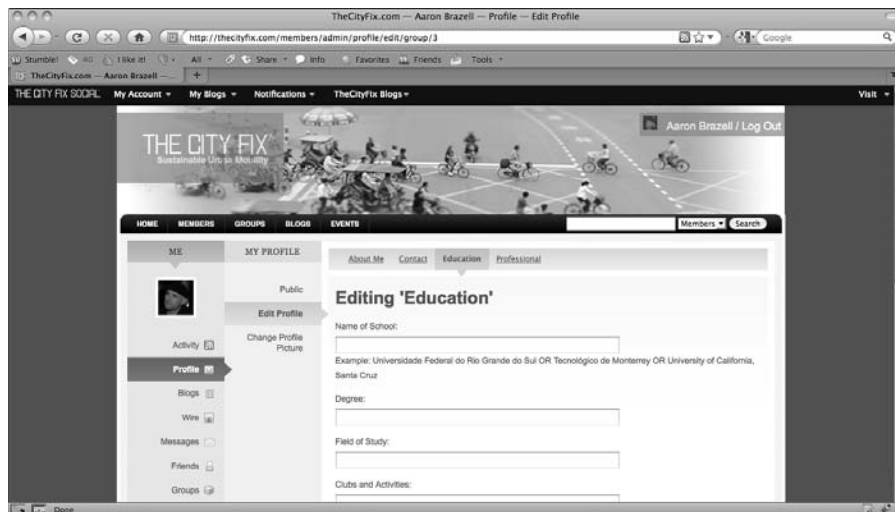 TheCityFix.com — Aaron Brazell — Profile — Edit Profile
http://thecityfix.com/members/admin/profile/edit/group/3
Google
Stumble! I like it! All Share Info Favorites Friends Tools
TheCityFix.com — Aaron Brazell —... +
THE CITY FIX SOCIAL My Account My Blogs Notifications TheCityFix Blogs Visit
Aaron Brazell / Log Out
THE CITY FIX
Sustainable Urban Mobility
HOME MEMBERS GROUPS BLOGS EVENTS Members Search
ME
MY PROFILE
About Me Contact Education Professional
Public
Edit Profile
Change Profile
Picture
Activity
Profile
Blogs
Wire
Messages
Friends
Groups
Editing 'Education'
Name of School:
Example: Universidade Federal do Rio Grande do Sul OR Tecnológico de Monterrey OR University of California,
Santa Cruz
Degree:
Field of Study:
Clubs and Activities:
Done